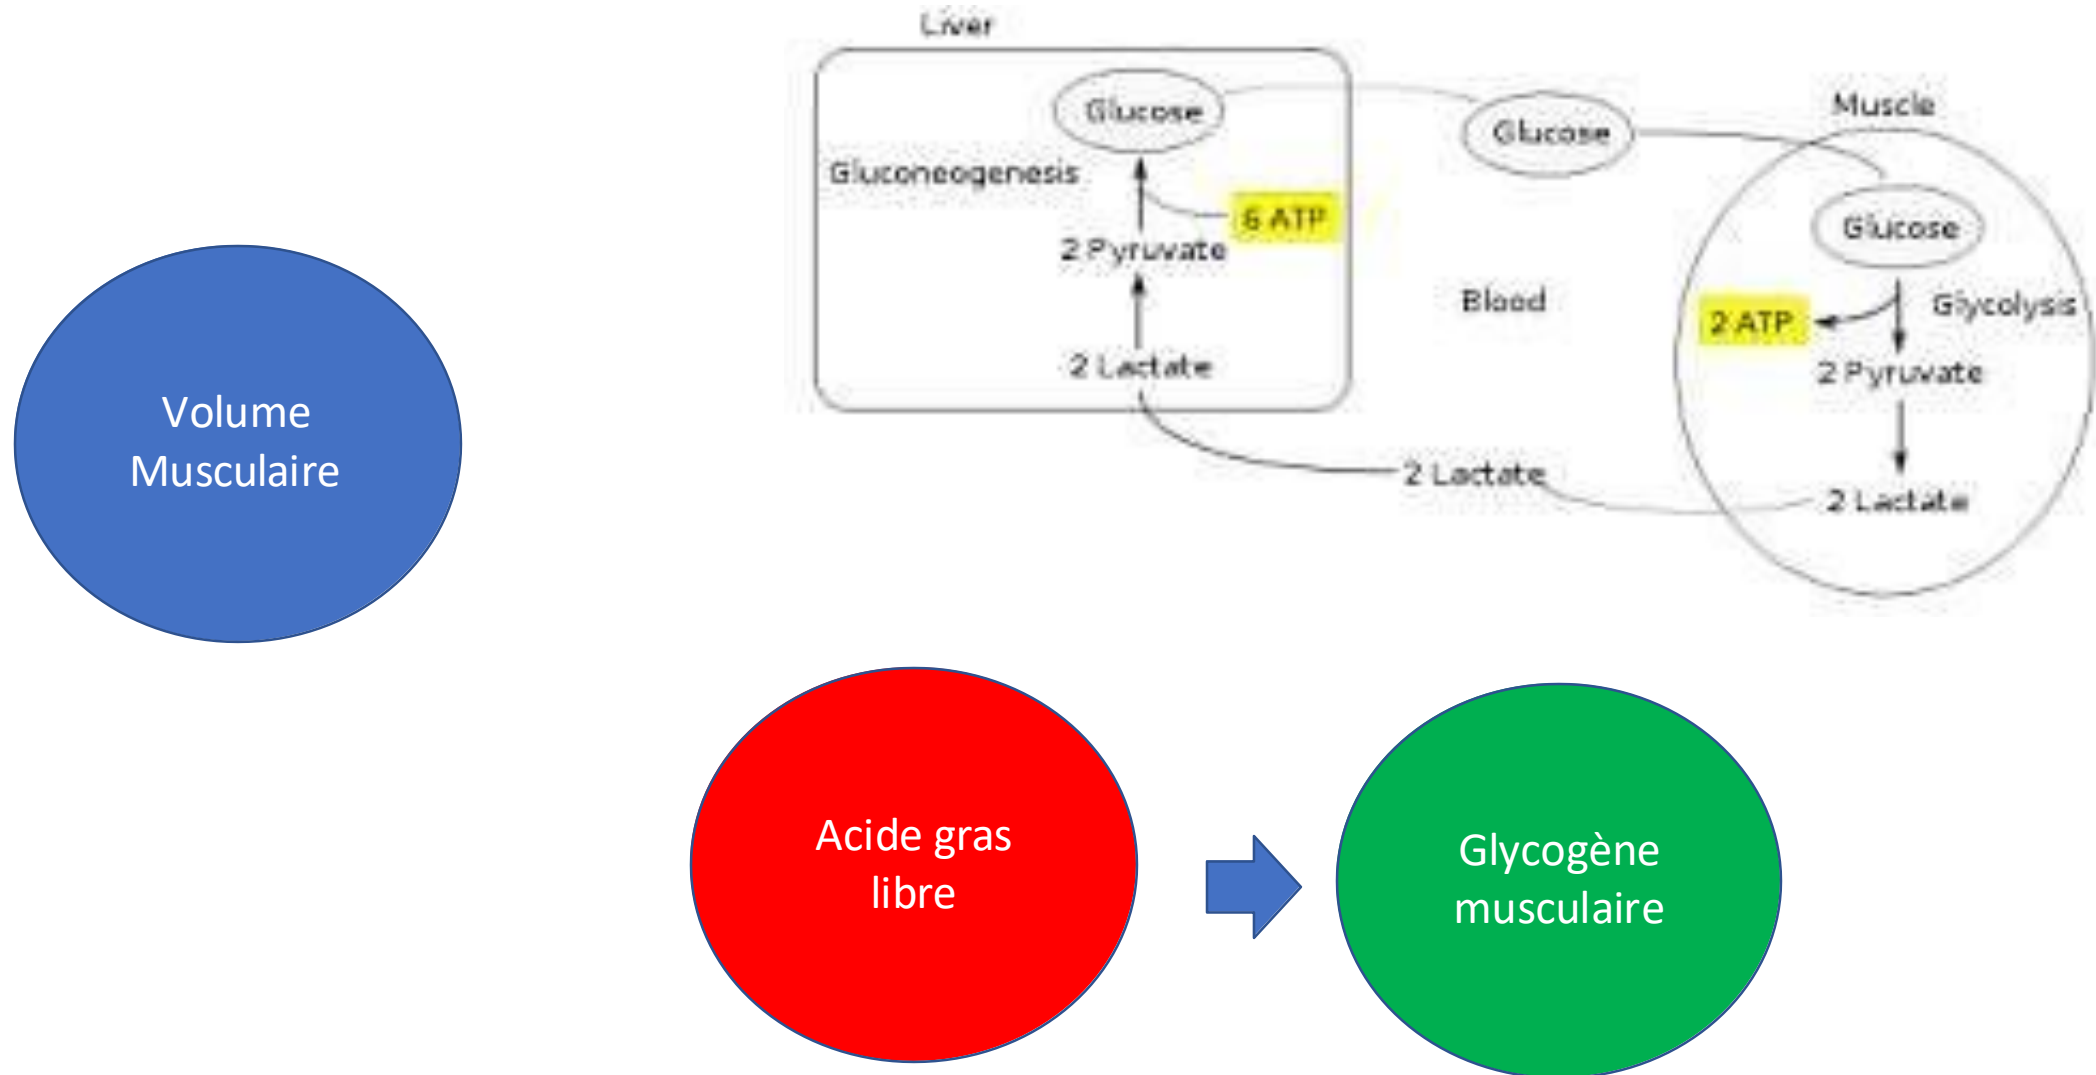 Liver
Glucose
Gluconeogenesis
6 ATP
2 Pyruvate
2 Lactate
Glucose
Blood
2 Lactate
Muscle
Glucose
Glycolysis
2 ATP
2 Pyruvate
2 Lactate
Volume
Musculaire
Acide gras
libre
Glycogène
musculaire